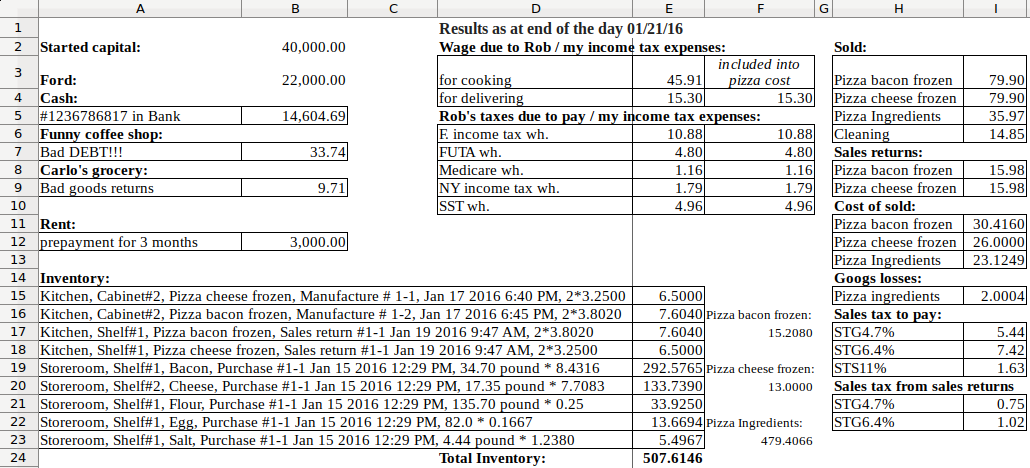 A B C D E F G H I
1 Results as at end of the day 01/21/16
2 Started capital: 40,000.00 Wage due to Rob / my income tax expenses: Sold:
included into
3 Ford: 22,000.00 for cooking 45.91 pizza cost Pizza bacon frozen 79.90
4 Cash: for delivering 15.30 15.30 Pizza cheese frozen 79.90
5 #1236786817 in Bank 14,604.69 Rob's taxes due to pay / my income tax expenses: Pizza Ingredients 35.97
6 Funny coffee shop: F. income tax wh. 10.88 10.88 Cleaning 14.85
7 Bad DEBT!!! 33.74 FUTA wh. 4.80 4.80 Sales returns:
8 Carlo's grocery: Medicare wh. 1.16 1.16 Pizza bacon frozen 15.98
9 Bad goods returns 9.71 NY income tax wh. 1.79 1.79 Pizza cheese frozen 15.98
10 SST wh. 4.96 4.96 Cost of sold:
11 Rent: Pizza bacon frozen 30.4160
12 prepayment for 3 months 3,000.00 Pizza cheese frozen 26.0000
13 Pizza Ingredients 23.1249
14 Inventory: Googs losses:
15 Kitchen, Cabinet#2, Pizza cheese frozen, Manufacture # 1-1, Jan 17 2016 6:40 PM, 2*3.2500 6.5000 Pizza ingredients 2.0004
16 Kitchen, Cabinet#2, Pizza bacon frozen, Manufacture # 1-2, Jan 17 2016 6:45 PM, 2*3.8020 7.6040 Pizza bacon frozen: Sales tax to pay:
17 Kitchen, Shelf#1, Pizza bacon frozen, Sales return #1-1 Jan 19 2016 9:47 AM, 2*3.8020 7.6040 15.2080 STG4.7% 5.44
18 Kitchen, Shelf#1, Pizza cheese frozen, Sales return #1-1 Jan 19 2016 9:47 AM, 2*3.2500 6.5000 STG6.4% 7.42
19 Storeroom, Shelf#1, Bacon, Purchase #1-1 Jan 15 2016 12:29 PM, 34.70 pound * 8.4316 292.5765 Pizza cheese frozen: STS11% 1.63
20 Storeroom, Shelf#2, Cheese, Purchase #1-1 Jan 15 2016 12:29 PM, 17.35 pound * 7.7083 133.7390 13.0000 Sales tax from sales returns
21 Storeroom, Shelf#1, Flour, Purchase #1-1 Jan 15 2016 12:29 PM, 135.70 pound * 0.25 33.9250 STG4.7% 0.75
22 Storeroom, Shelf#1, Egg, Purchase #1-1 Jan 15 2016 12:29 PM, 82.0 * 0.1667 13.6694 Pizza Ingredients: STG6.4% 1.02
23 Storeroom, Shelf#1, Salt, Purchase #1-1 Jan 15 2016 12:29 PM, 4.44 pound * 1.2380 5.4967 479.4066
24 Total Inventory: 507.6146